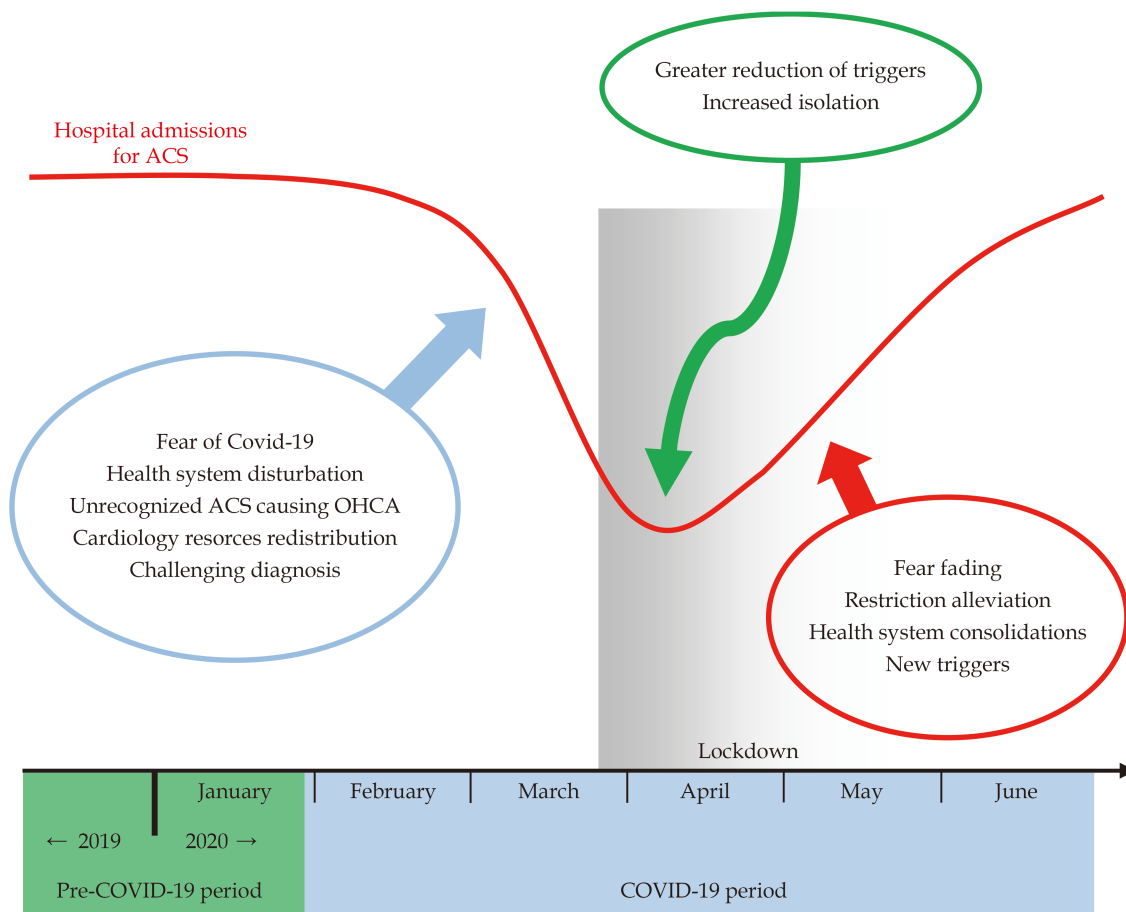 Greater reduction of triggers
Increased isolation
Hospital admissions
for ACS
Fear of Covid-19
Health system disturbation
Unrecognized ACS causing OHCA
Cardiology resorces redistribution
Challenging diagnosis
Fear fading
Restriction alleviation
Health system consolidations
New triggers
Lockdown
January
February
March
April
May
June
← 2019
2020 →
Pre-COVID-19 period
COVID-19 period